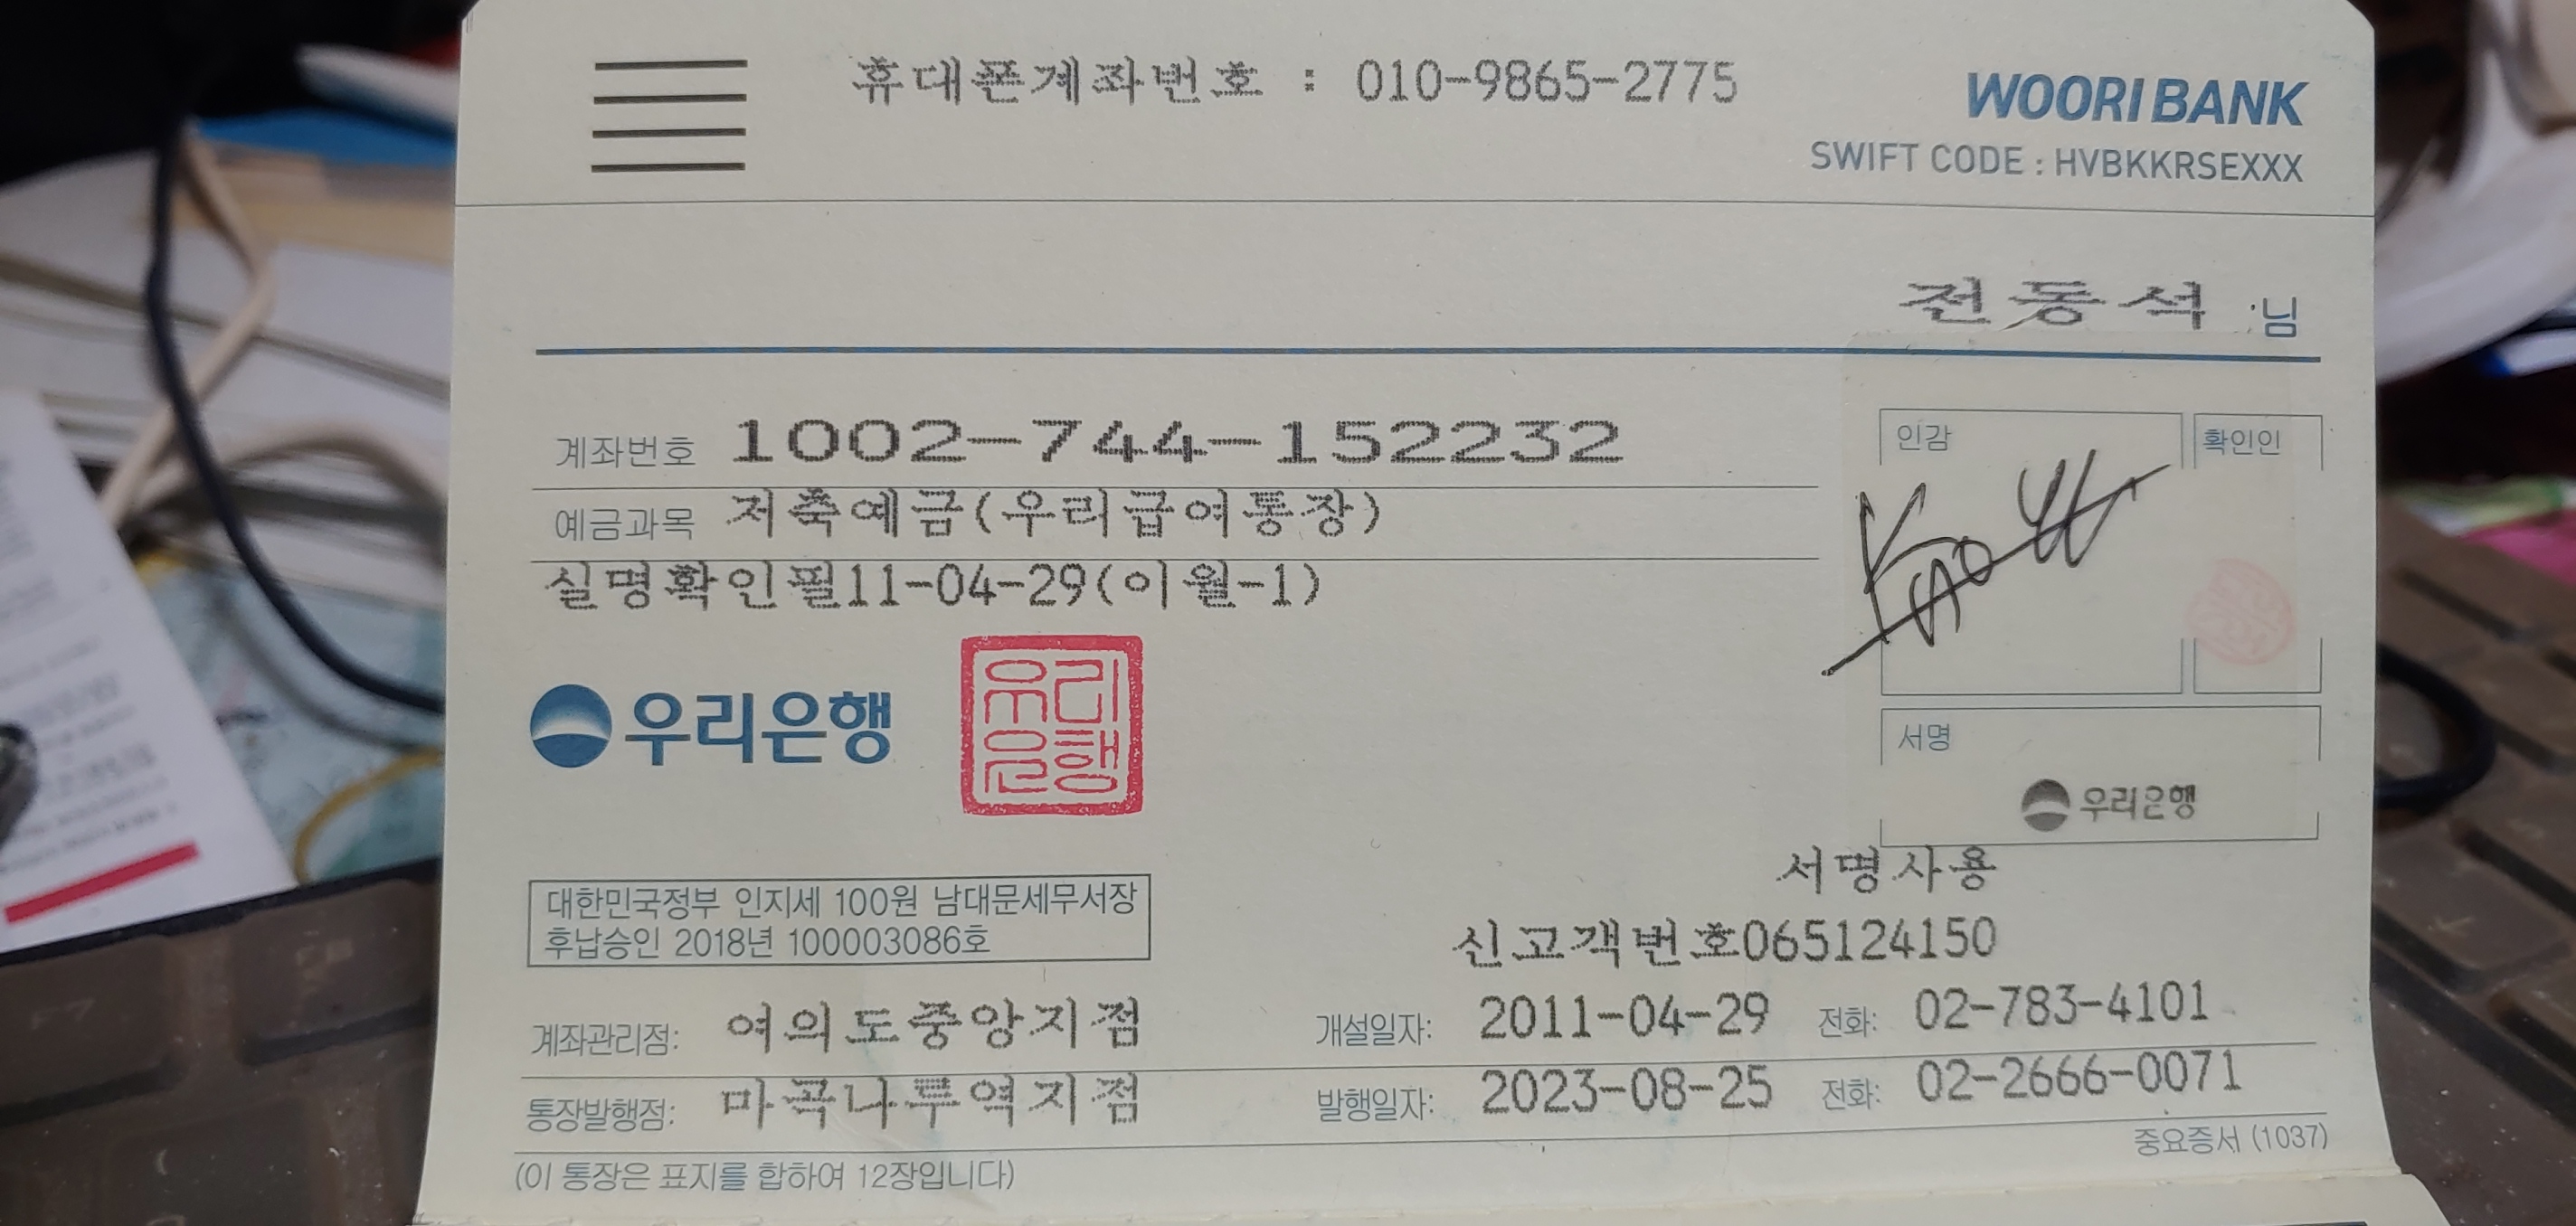 휴대폰계좌번호 : 010-9865-2775
WOORI BANK
SWIFT CODE : HVBKKRSEXXX
전동석 님
계좌번호 1002-744-152232
인감 확인인
예금과목 저축예금(우리급여통장)
실명확인필11-04-29(이월-1)
우리은행
우리은행
서명
우리은행
서명사용
대한민국정부 인지세 100원 남대문세무서장
후납승인 2018년 100003086호
신고객번호065124150
계좌관리점: 여의도중앙지점 개설일자: 2011-04-29 전화: 02-783-4101
통장발행점: 마곡나루역지점 발행일자: 2023-08-25 전화: 02-2666-0071
중요증서 (1037)
(이 통장은 표지를 합하여 12장입니다)